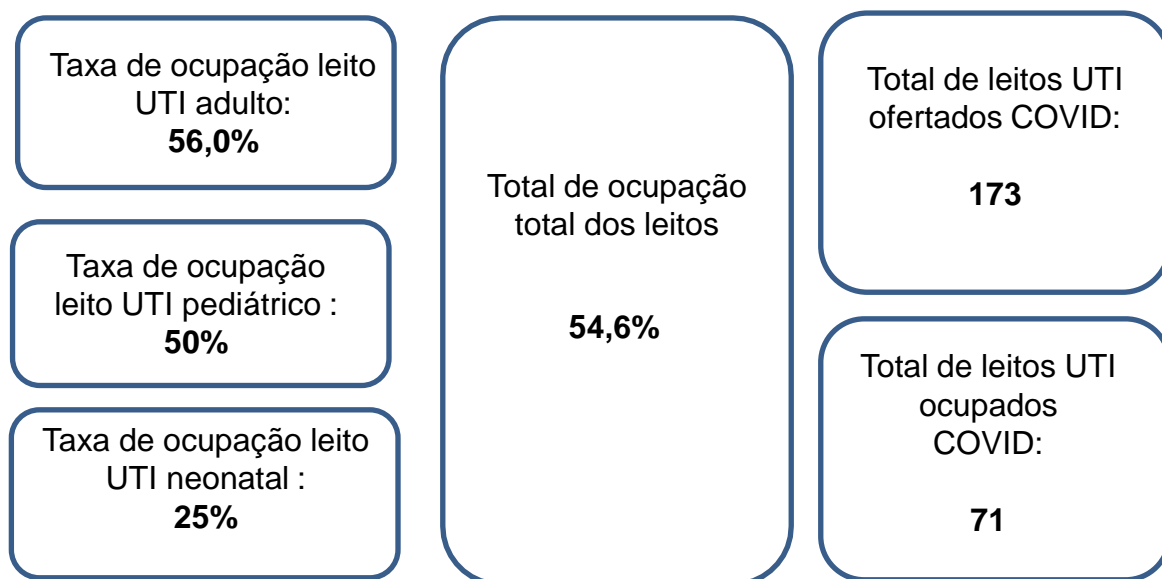 Taxa de ocupação leito
UTI adulto:
56,0%
Taxa de ocupação
leito UTI pediátrico :
50%
Taxa de ocupação leito
UTI neonatal :
25%
Total de ocupação
total dos leitos
54,6%
Total de leitos UTI
ofertados COVID:
173
Total de leitos UTI
ocupados
COVID:
71